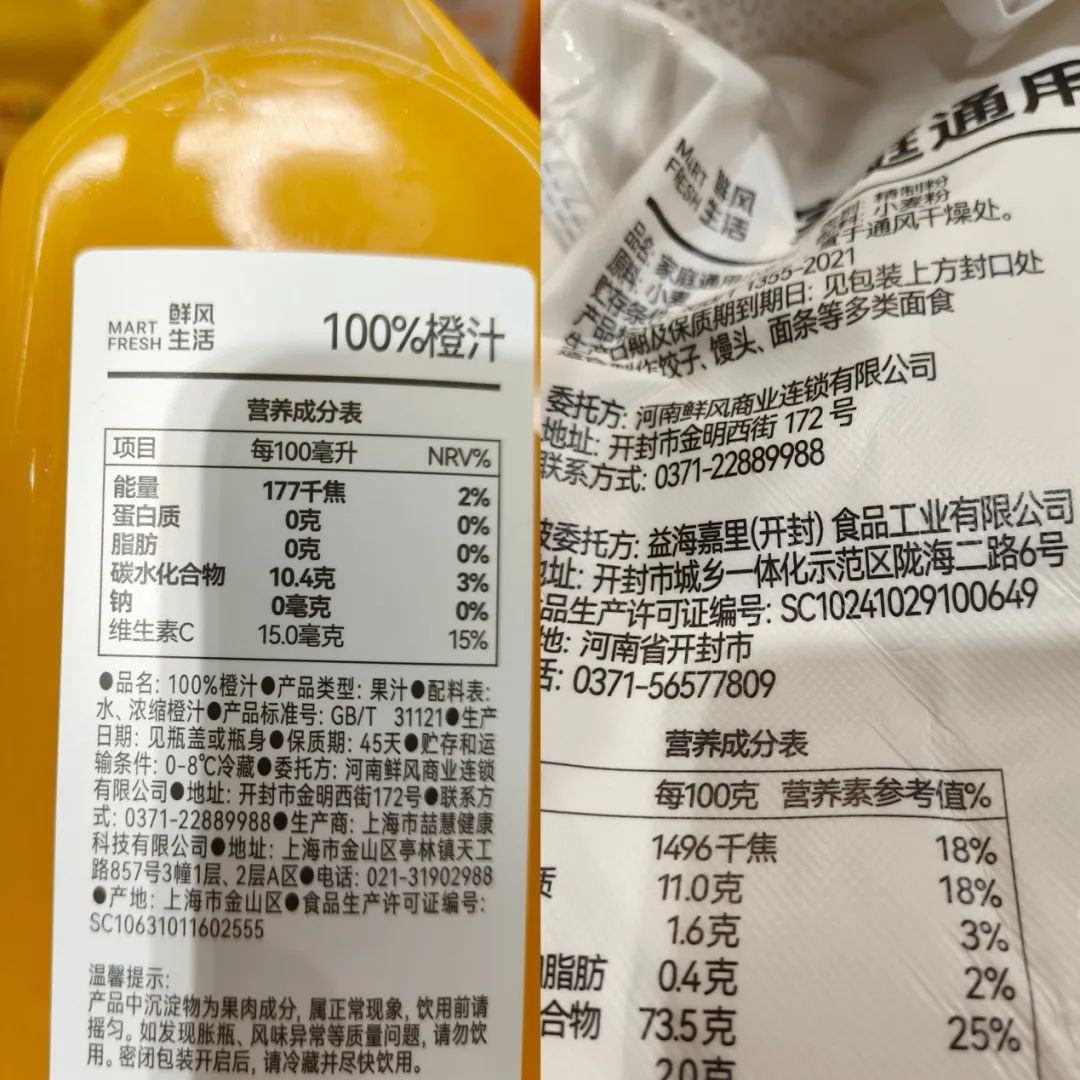 MART FRESH 鲜风生活
100%橙汁
营养成分表
项目 每100毫升 NRV%
能量 177千焦 2%
蛋白质 0克 0%
脂肪 0克 0%
碳水化合物 10.4克 3%
钠 0毫克 0%
维生素C 15.0毫克 15%
●品名: 100%橙汁●产品类型: 果汁●配料表:
水、浓缩橙汁●产品标准号: GB/T 31121●生产
日期: 见瓶盖或瓶身●保质期: 45天●贮存和运
输条件: 0-8℃冷藏●委托方: 河南鲜风商业连锁
有限公司●地址: 开封市金明西街172号●联系方
式: 0371-22889988●生产商: 上海市喆慧健康
科技有限公司●地址: 上海市金山区亭林镇天工
路857号3幢1层、2层A区●电话: 021-31902988
●产地: 上海市金山区●食品生产许可证编号:
SC10631011602555
温馨提示:
产品中沉淀物为果肉成分, 属正常现象, 饮用前请
摇匀。如发现胀瓶、风味异常等质量问题, 请勿饮
用。密闭包装开启后, 请冷藏并尽快饮用。
庭通用
MART FRESH 鲜风生活
精制粉
小麦粉
品名: 家庭通用
置于通风干燥处。
1355-2021
日期及保质期到期日: 见包装上方封口处
作饺子、馒头、面条等多类面食
委托方: 河南鲜风商业连锁有限公司
地址: 开封市金明西街 172 号
联系方式: 0371-22889988
被委托方: 益海嘉里(开封) 食品工业有限公司
地址: 开封市城乡一体化示范区陇海二路6号
品生产许可证编号: SC10241029100649
地: 河南省开封市
话: 0371-56577809
营养成分表
每100克 营养素参考值%
1496千焦 18%
质 11.0克 18%
1.6克 3%
脂肪 0.4克 2%
合物 73.5克 25%
2.0克